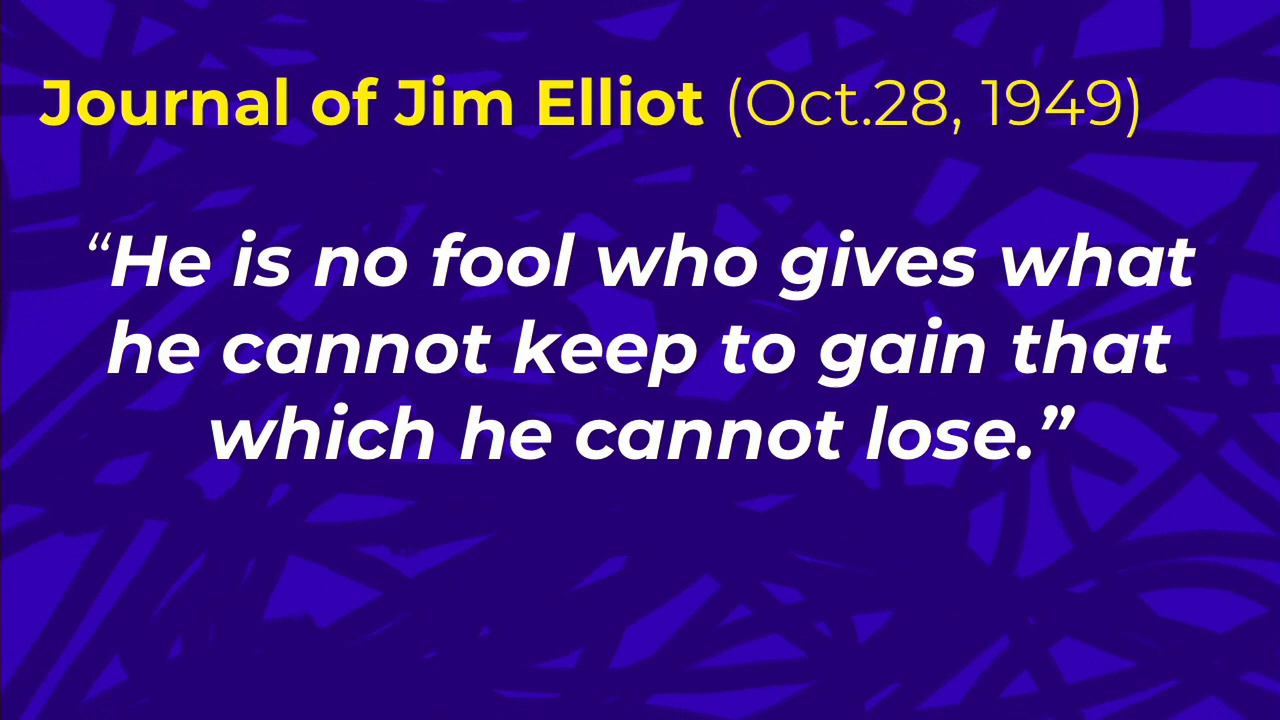 Journal of Jim Elliot (Oct.28, 1949)
“He is no fool who gives what
he cannot keep to gain that
which he cannot lose.”